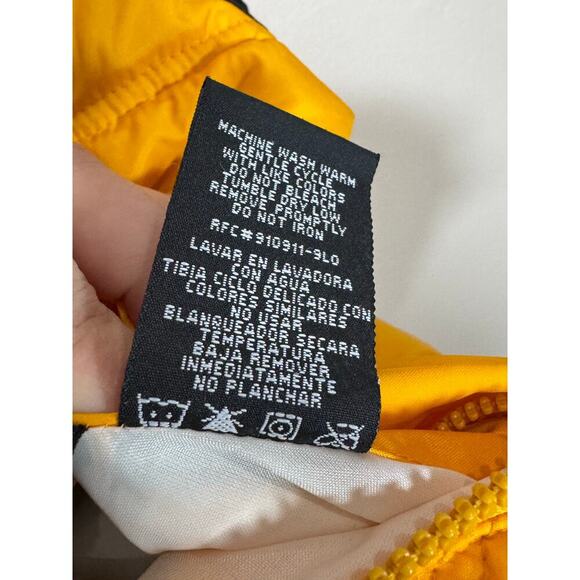 MACHINE WASH WARM
GENTLE CYCLE
WITH LIKE COLORS
DO NOT BLEACH
TUMBLE DRY LOW
REMOVE PROMPTLY
DO NOT IRON
RFC# 910911-9L0
LAVAR EN LAVADORA
CON AGUA
TIBIA CICLO DELICADO CON
COLORES SIMILARES
NO USAR
BLANQUEADOR SECARA
TEMPERATURA
BAJA REMOVER
INMEDIATAMENTE
NO PLANCHAR